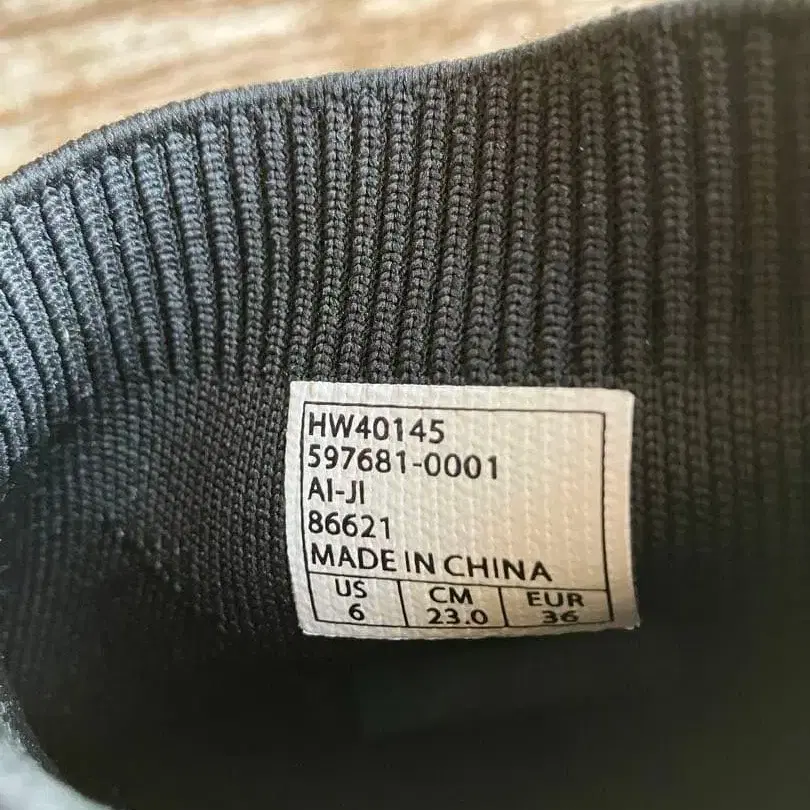 HW40145
597681-0001
AI-JI
86621
MADE IN CHINA
US CM EUR
6 23.0 36